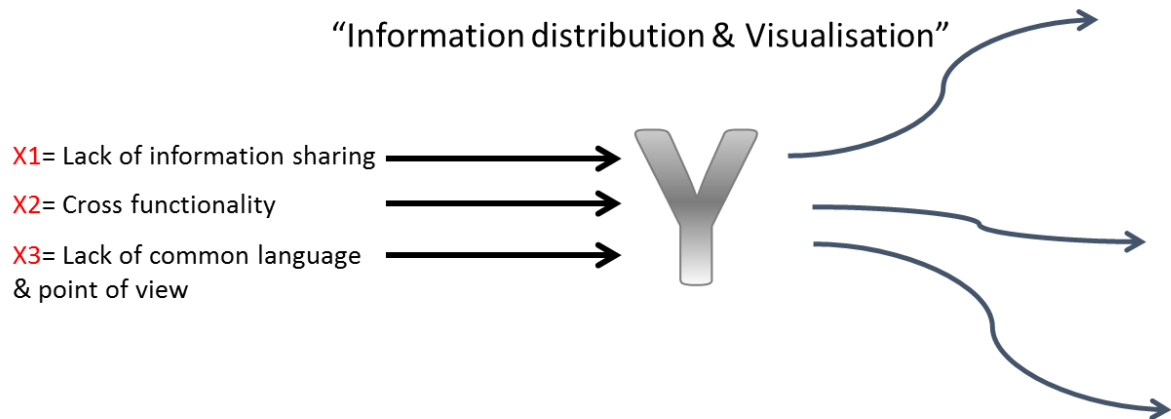 “Information distribution & Visualisation”
X1= Lack of information sharing
X2= Cross functionality
X3= Lack of common language
& point of view
Y